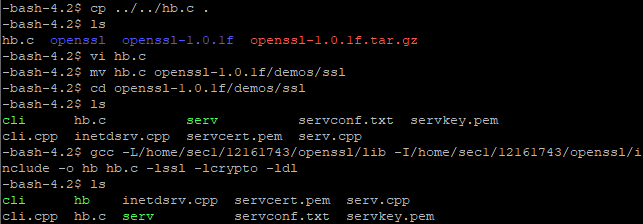 -bash-4.2$ cp ../../hb.c .
-bash-4.2$ ls
hb.c openssl openssl-1.0.1f openssl-1.0.1f.tar.gz
-bash-4.2$ vi hb.c
-bash-4.2$ mv hb.c openssl-1.0.1f/demos/ssl
-bash-4.2$ cd openssl-1.0.1f/demos/ssl
-bash-4.2$ ls
cli hb.c serv servconf.txt servkey.pem
cli.cpp inetdsrv.cpp servcert.pem serv.cpp
-bash-4.2$ gcc -L/home/sec1/12161743/openssl/lib -I/home/sec1/12161743/openssl/i
nclude -o hb hb.c -lssl -lcrypto -ldl
-bash-4.2$ ls
cli hb inetdsrv.cpp servcert.pem serv.cpp
cli.cpp hb.c serv servconf.txt servkey.pem